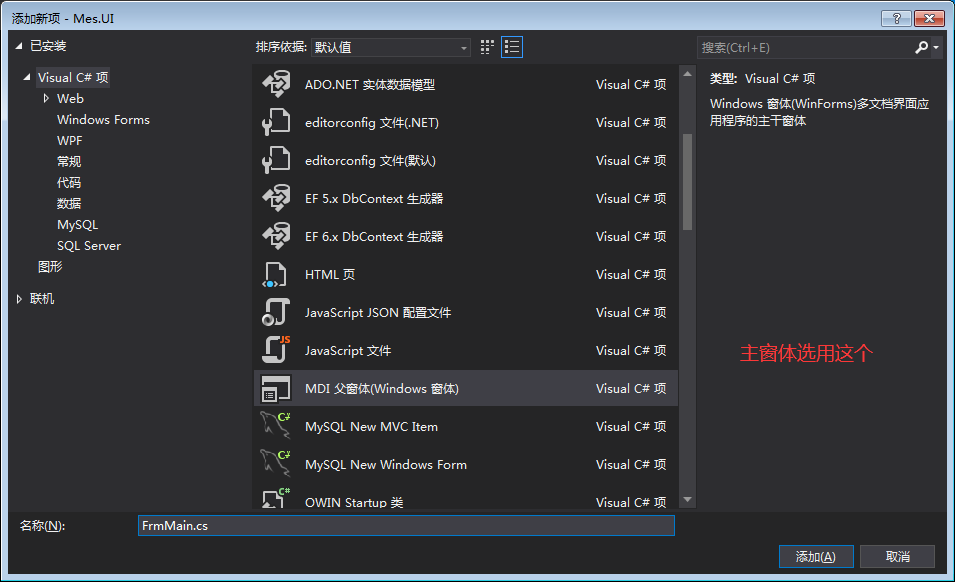 添加新项 - Mes.UI
已安装
排序依据: 默认值
搜索(Ctrl+E)
Visual C# 项
Web
Windows Forms
WPF
常规
代码
数据
MySQL
SQL Server
图形
联机
ADO.NET 实体数据模型 Visual C# 项
editorconfig 文件(.NET) Visual C# 项
editorconfig 文件(默认) Visual C# 项
EF 5.x DbContext 生成器 Visual C# 项
EF 6.x DbContext 生成器 Visual C# 项
HTML 页 Visual C# 项
JavaScript JSON 配置文件 Visual C# 项
JavaScript 文件 Visual C# 项
MDI 父窗体(Windows 窗体) Visual C# 项
MySQL New MVC Item Visual C# 项
MySQL New Windows Form Visual C# 项
OWIN Startup 类 Visual C# 项
类型: Visual C# 项
Windows 窗体(WinForms)多文档界面应
用程序的主干窗体
主窗体选用这个
名称(N): FrmMain.cs
添加(A) 取消